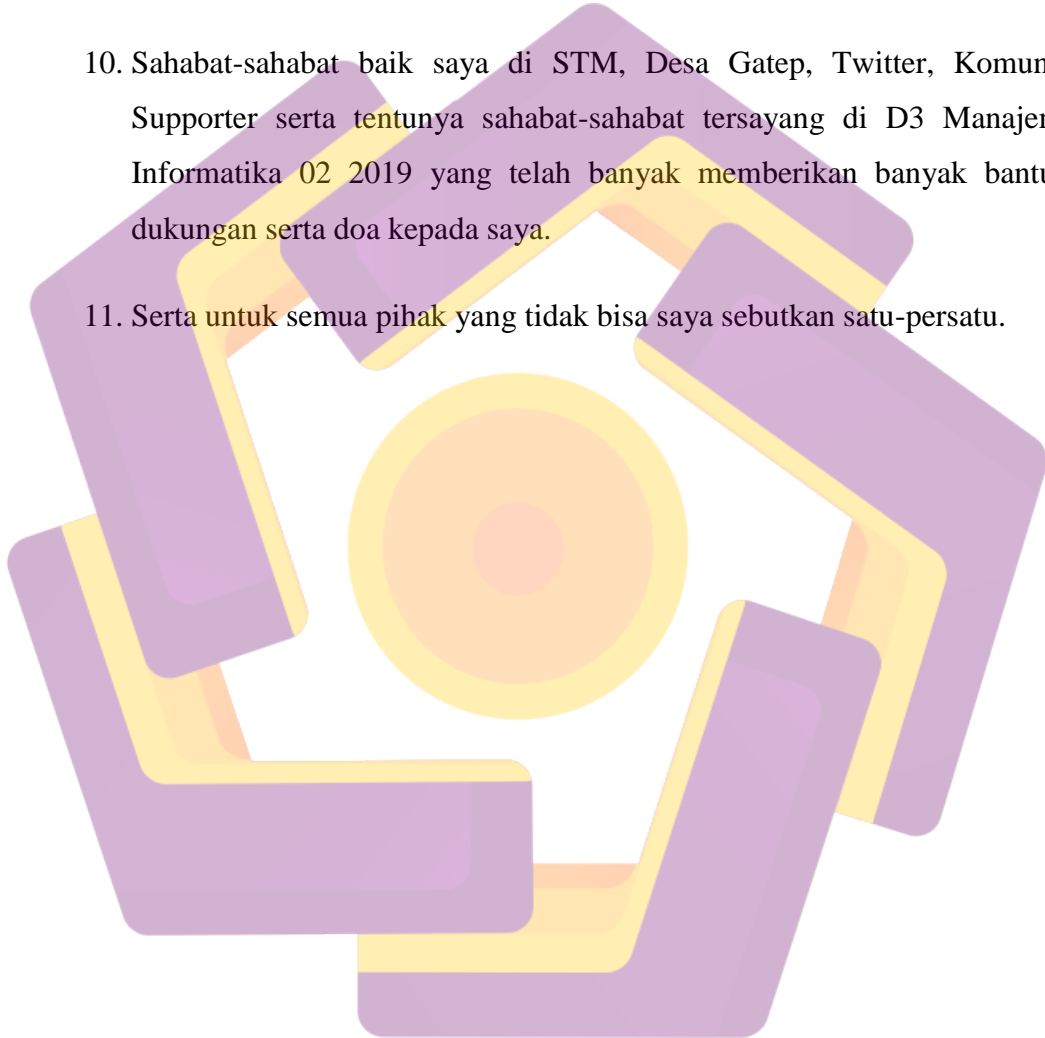 10. Sahabat-sahabat baik saya di STM, Desa Gatep, Twitter, Komun
Supporter serta tentunya sahabat-sahabat tersayang di D3 Manajer
Informatika 02 2019 yang telah banyak memberikan banyak bantu
dukungan serta doa kepada saya.
11. Serta untuk semua pihak yang tidak bisa saya sebutkan satu-persatu.